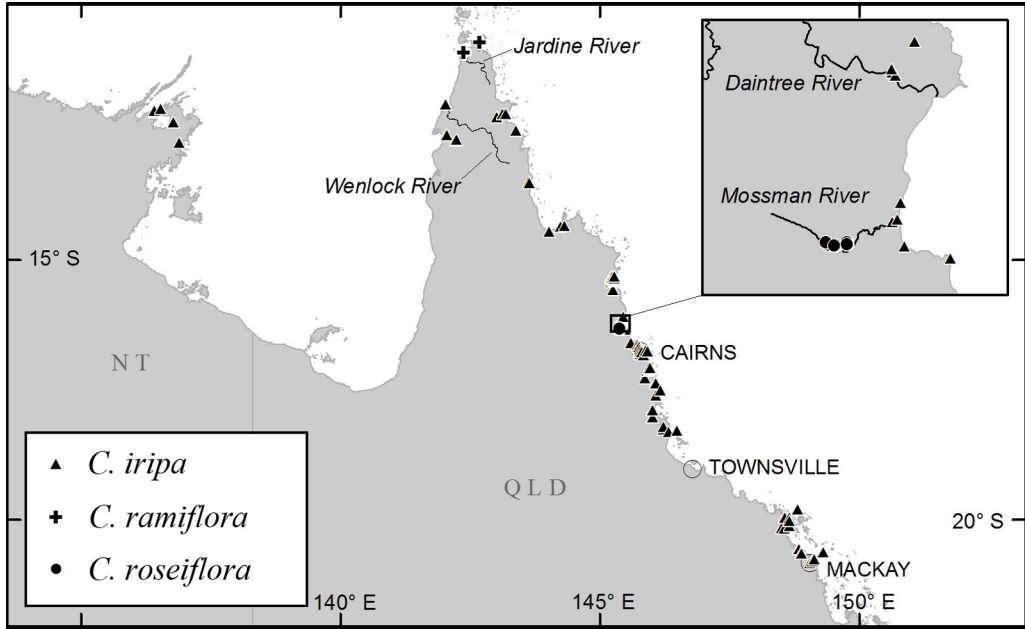 Jardine River
Daintree River
Wenlock River
Mossman River
15° S
CAIRNS
NT
C. iripa
TOWNSVILLE
QLD
C. ramiflora
20° S
C. roseiflora
MACKAY
140° E
145° E
150° E